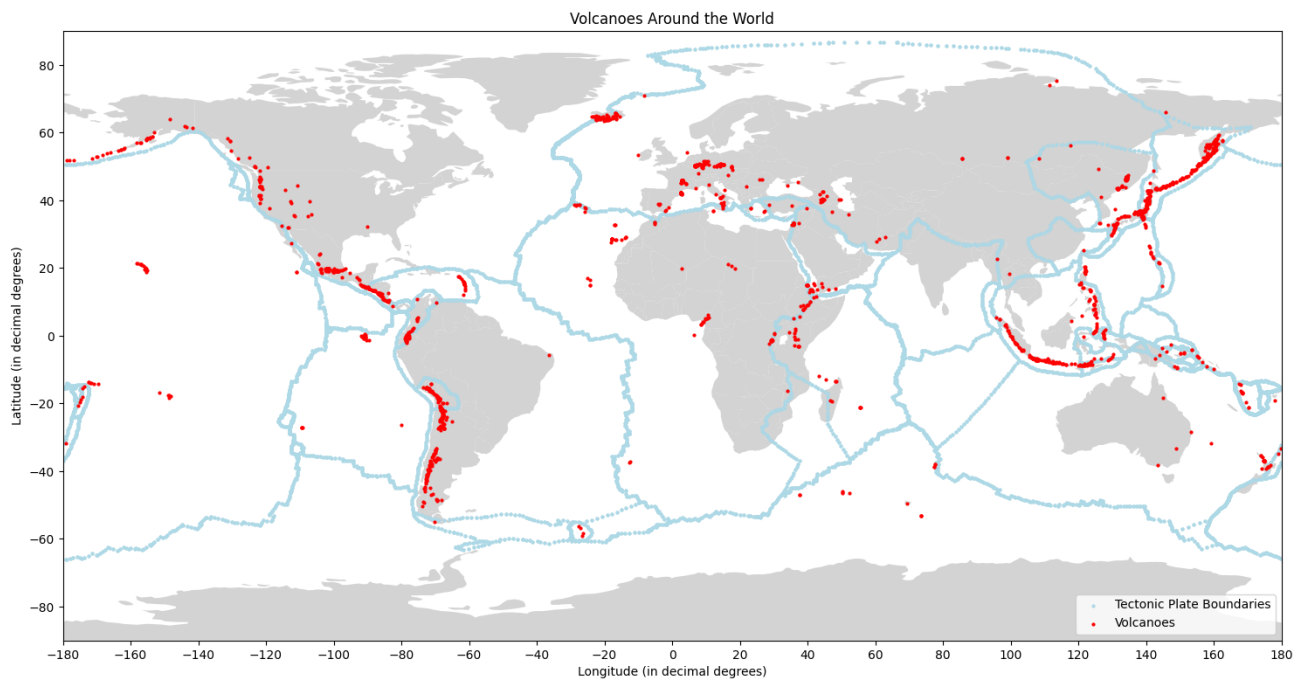 Volcanoes Around the World
80
60
40
20
0
−20
−40
−60
−80
Latitude (in decimal degrees)
−180 −160 −140 −120 −100 −80 −60 −40 −20 0 20 40 60 80 100 120 140 160 180
Longitude (in decimal degrees)
Tectonic Plate Boundaries
Volcanoes